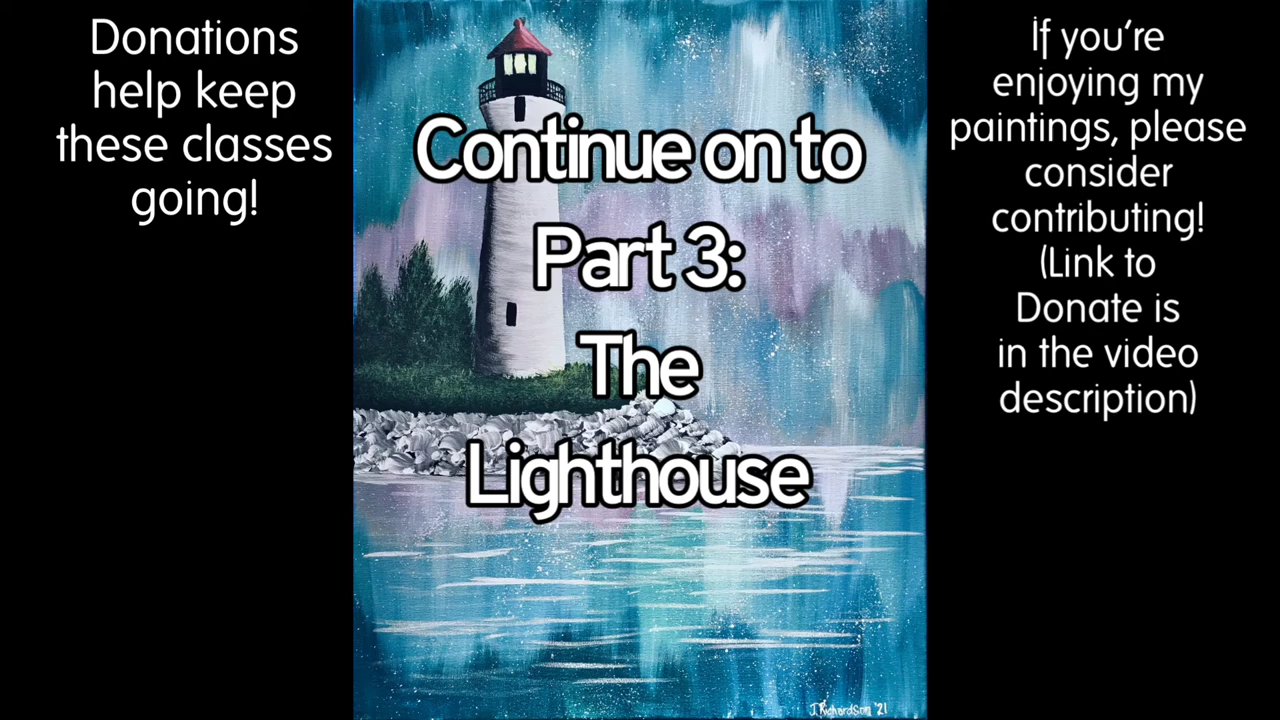 Donations
help keep
these classes
going!
Continue on to
Part 3:
The
Lighthouse
If you're
enjoying my
paintings, please
consider
contributing!
(Link to
Donate is
in the video
description)
J.Richardson '21